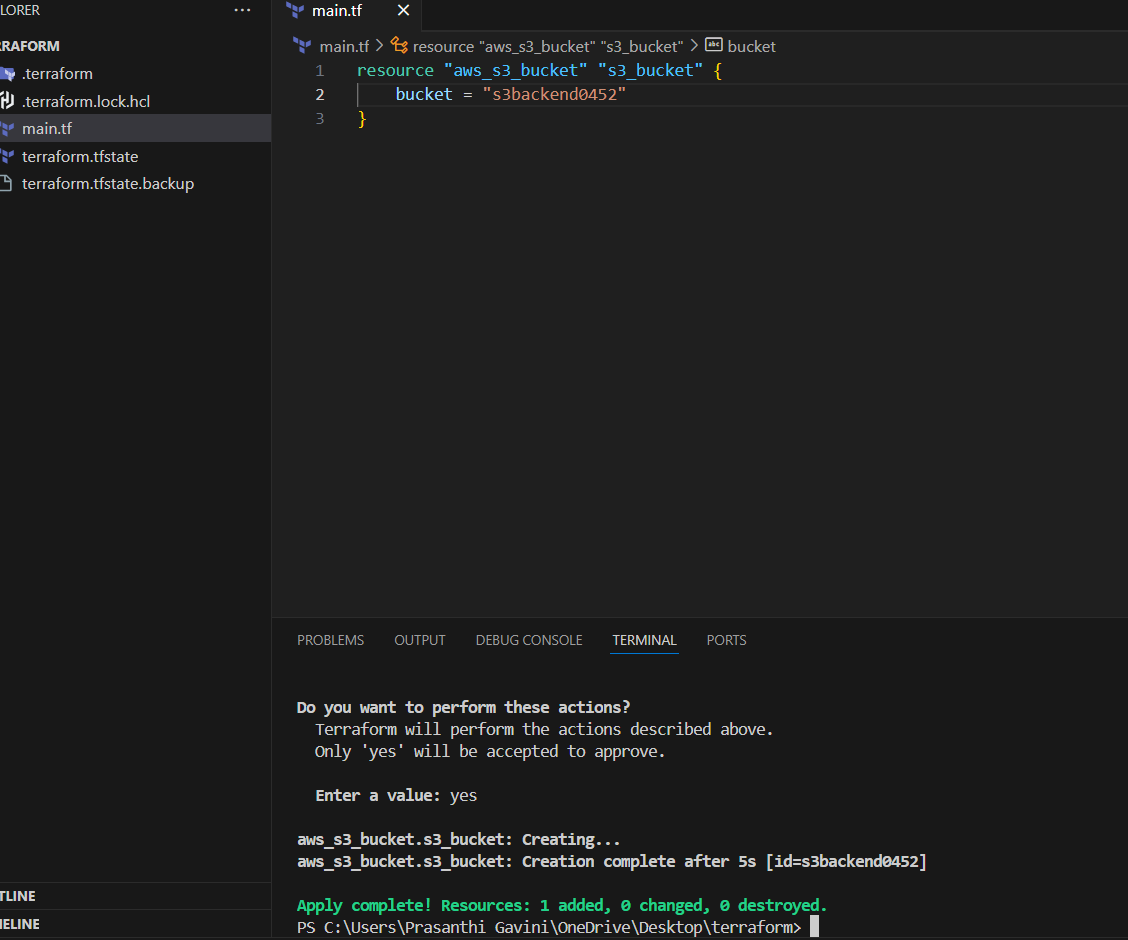 LORER ...
main.tf
RRAFORM
.terraform
.terraform.lock.hcl
main.tf
terraform.tfstate
terraform.tfstate.backup
main.tf > resource "aws_s3_bucket" "s3_bucket" > abc bucket
1 resource "aws_s3_bucket" "s3_bucket" {
2     bucket = "s3backend0452"
3 }
PROBLEMS OUTPUT DEBUG CONSOLE TERMINAL PORTS
Do you want to perform these actions?
  Terraform will perform the actions described above.
  Only 'yes' will be accepted to approve.
  Enter a value: yes
aws_s3_bucket.s3_bucket: Creating...
aws_s3_bucket.s3_bucket: Creation complete after 5s [id=s3backend0452]
Apply complete! Resources: 1 added, 0 changed, 0 destroyed.
PS C:\Users\Prasanthi Gavini\OneDrive\Desktop\terraform>
TLINE
IELINE